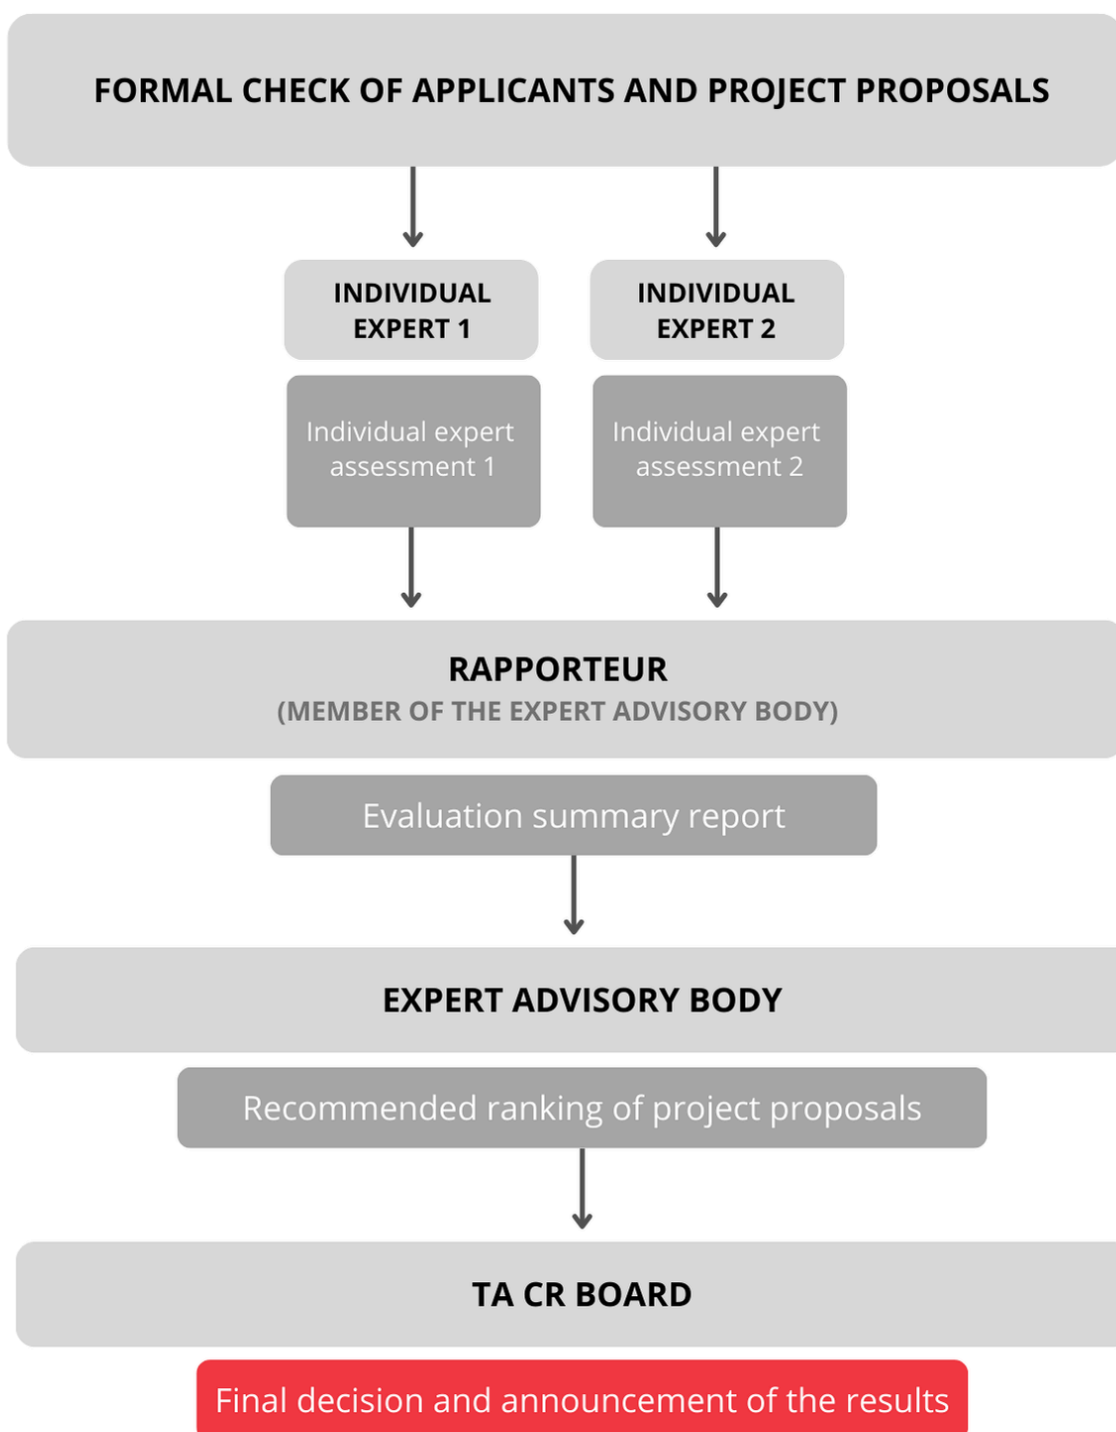 FORMAL CHECK OF APPLICANTS AND PROJECT PROPOSALS
INDIVIDUAL
EXPERT 1
INDIVIDUAL
EXPERT 2
Individual expert
assessment 1
Individual expert
assessment 2
RAPPORTEUR
(MEMBER OF THE EXPERT ADVISORY BODY)
Evaluation summary report
EXPERT ADVISORY BODY
Recommended ranking of project proposals
TA CR BOARD
Final decision and announcement of the results